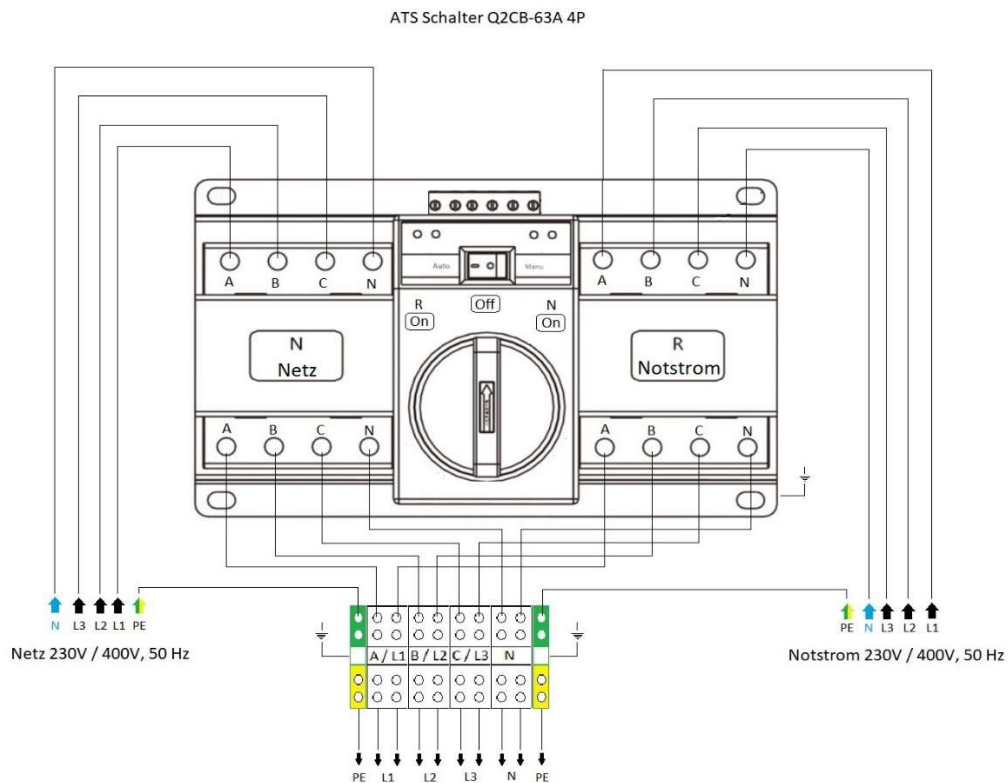 ATS Schalter Q2CB-63A 4P
A B C N
Auto Manu
A B C N
R On
Off
N On
N
Netz
R
Notstrom
A B C N
A B C N
N L3 L2 L1 PE
Netz 230V / 400V, 50 Hz
PE N L3 L2 L1
Notstrom 230V / 400V, 50 Hz
A / L1 B / L2 C / L3 N
PE L1 L2 L3 N PE